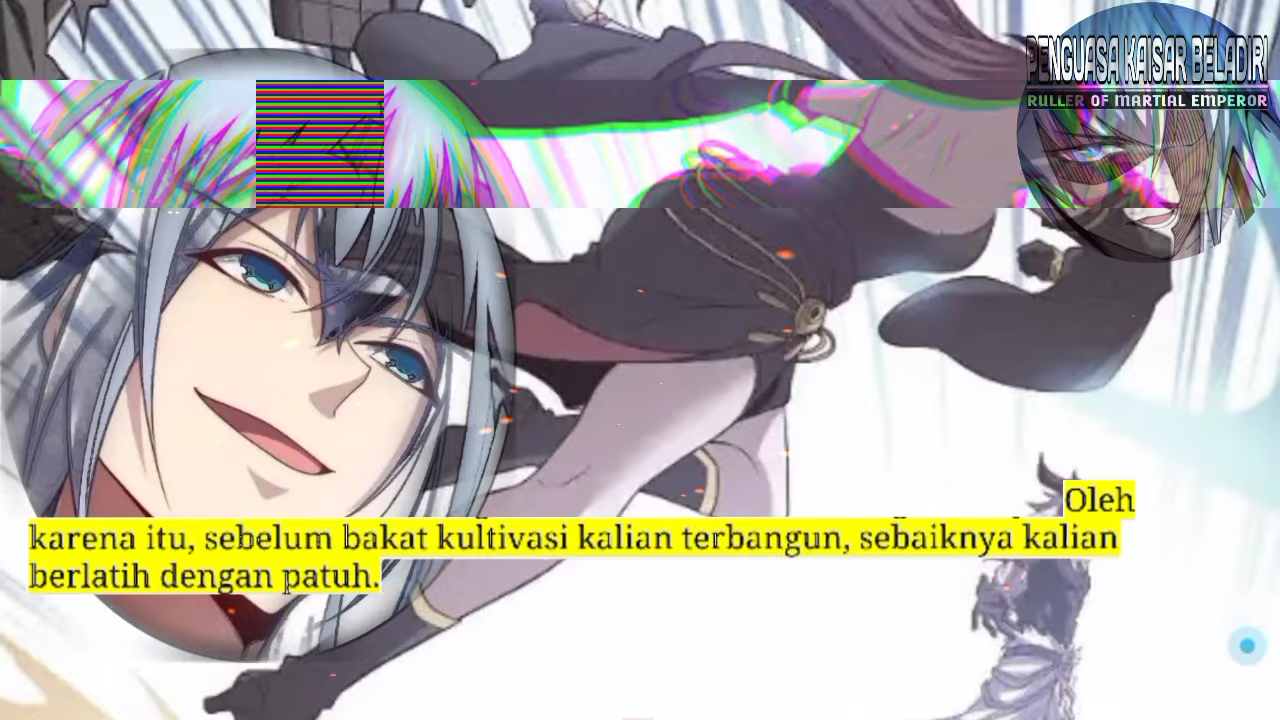 PENGUASA KAISAR BELADIRI
RULLER OF MARTIAL EMPEROR
Oleh
karena itu, sebelum bakat kultivasi kalian terbangun, sebaiknya kalian
berlatih dengan patuh.